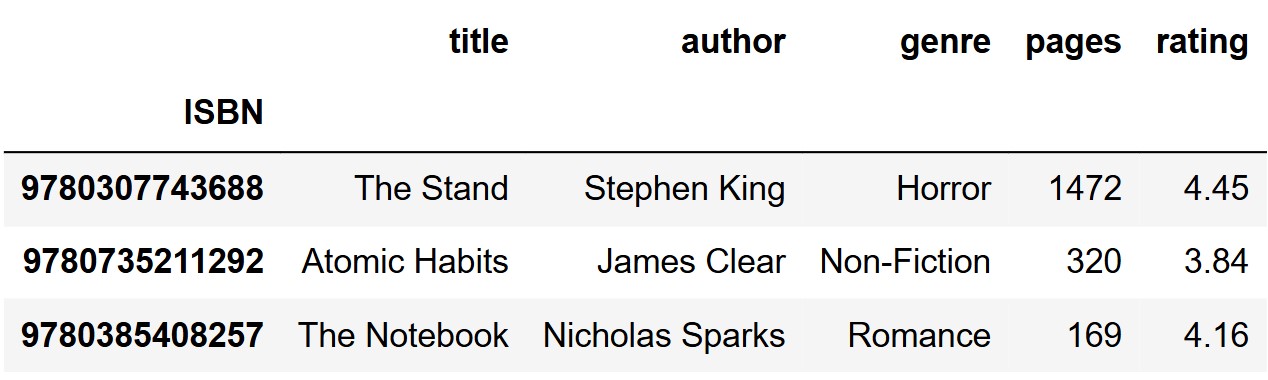 title author genre pages rating
ISBN
9780307743688 The Stand Stephen King Horror 1472 4.45
9780735211292 Atomic Habits James Clear Non-Fiction 320 3.84
9780385408257 The Notebook Nicholas Sparks Romance 169 4.16